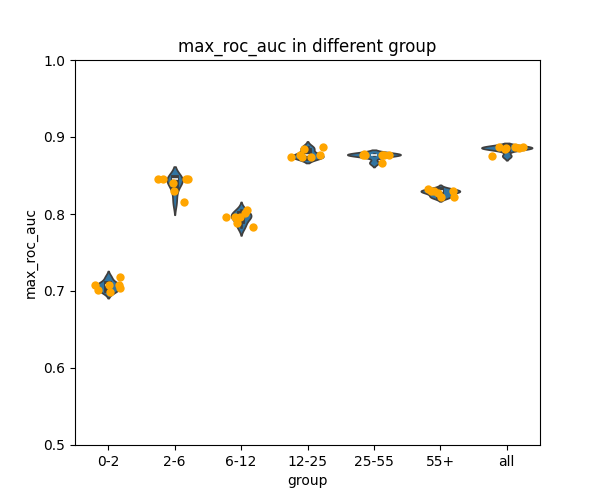 max_roc_auc in different group
max_roc_auc
1.0
0.9
0.8
0.7
0.6
0.5
0-2 2-6 6-12 12-25 25-55 55+ all
group